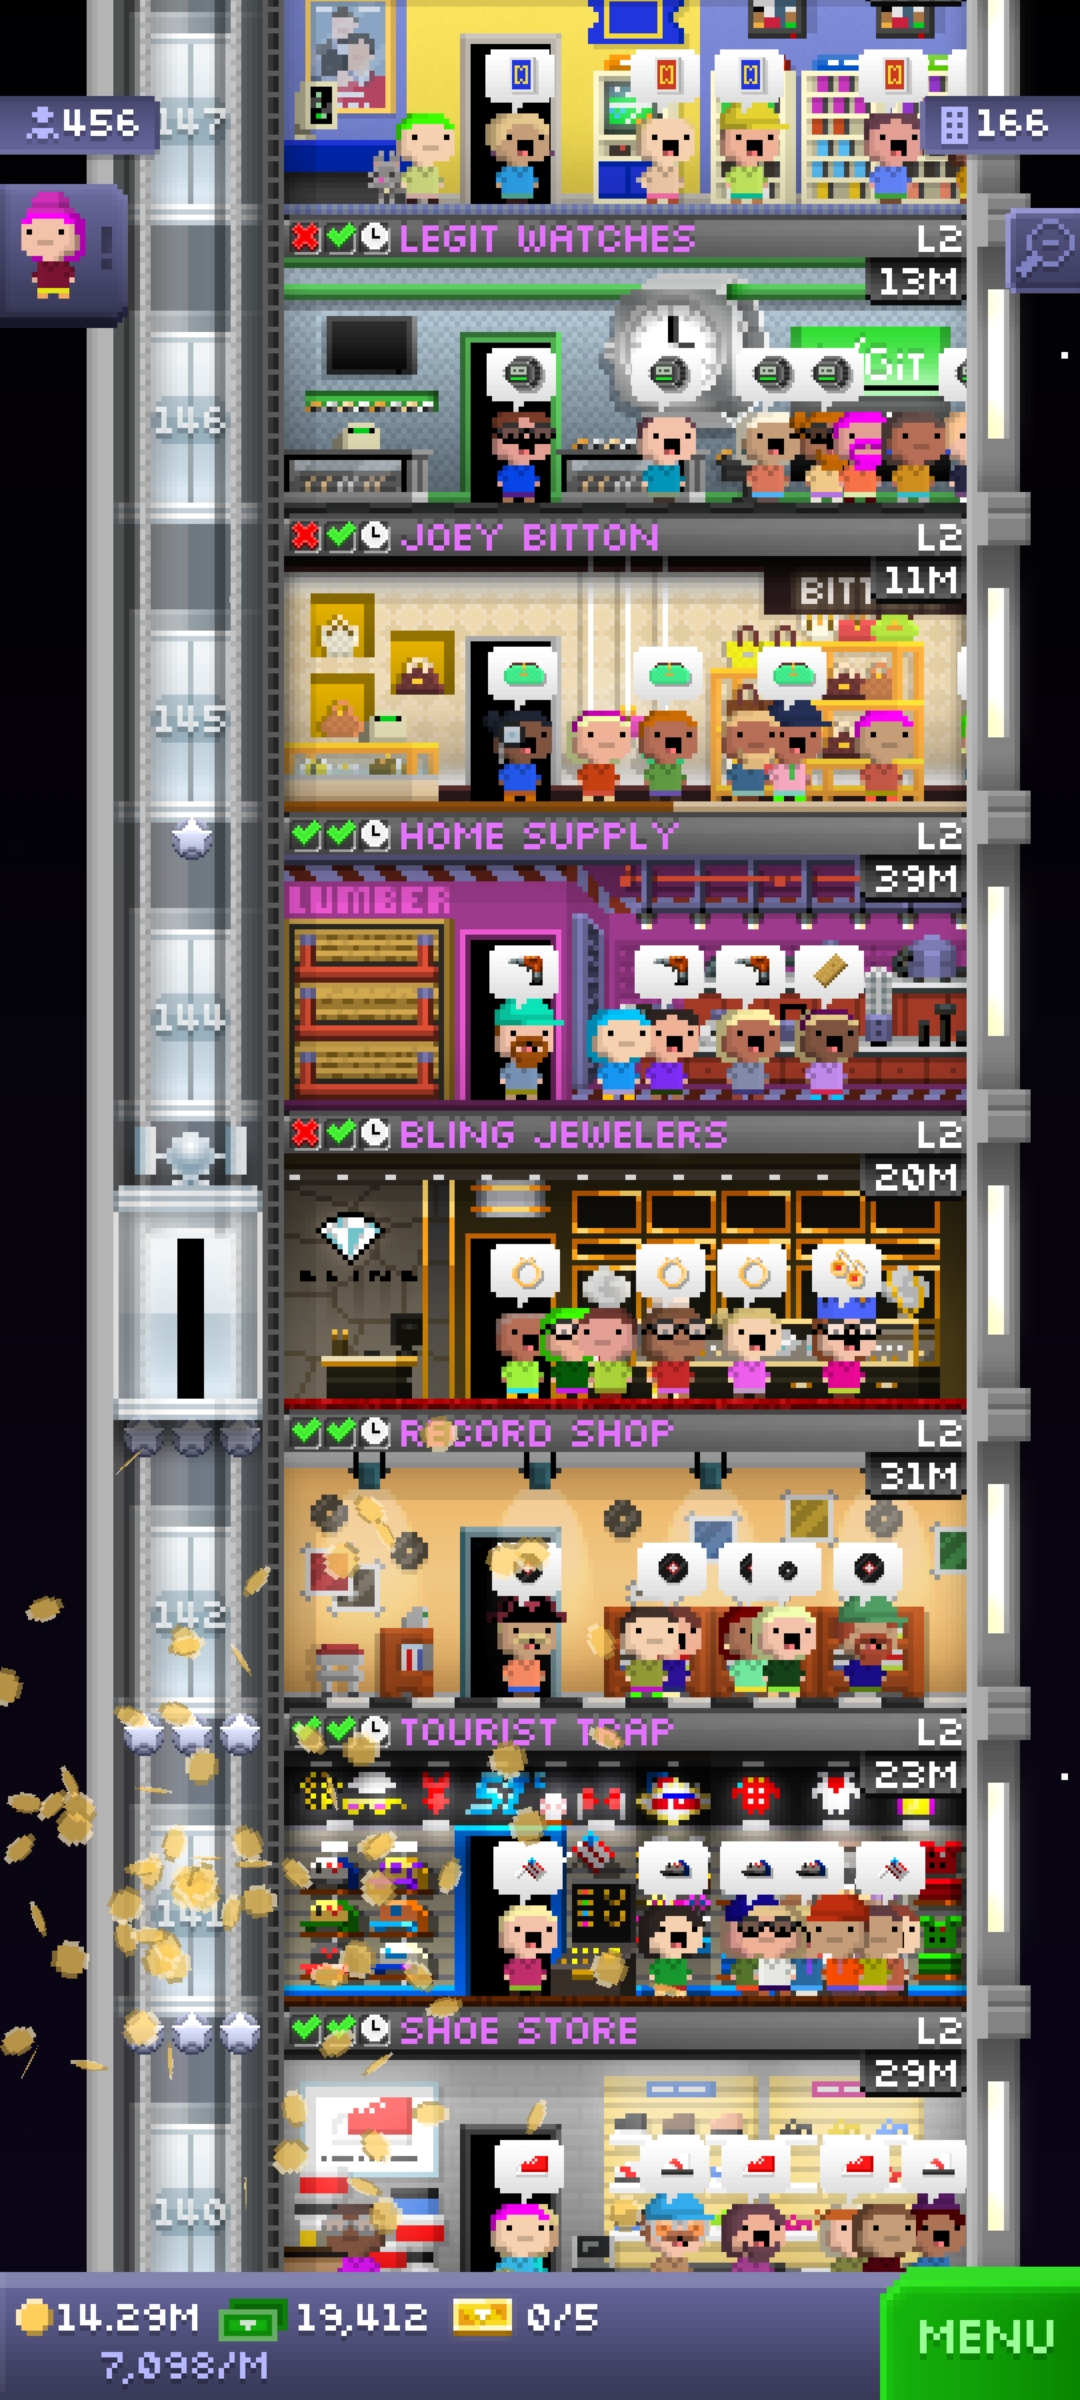 147
456
166
LEGIT WATCHES L2
13M
BIT
146
JOEY BITTON L2
11M
BITT
145
HOME SUPPLY L2
39M
LUMBER
144
BLING JEWELERS L2
20M
BLING
RECORD SHOP L2
31M
142
TOURIST TRAP L2
23M
141
SHOE STORE L2
29M
140
14.29M 19,412 0/5
7,098/M
MENU